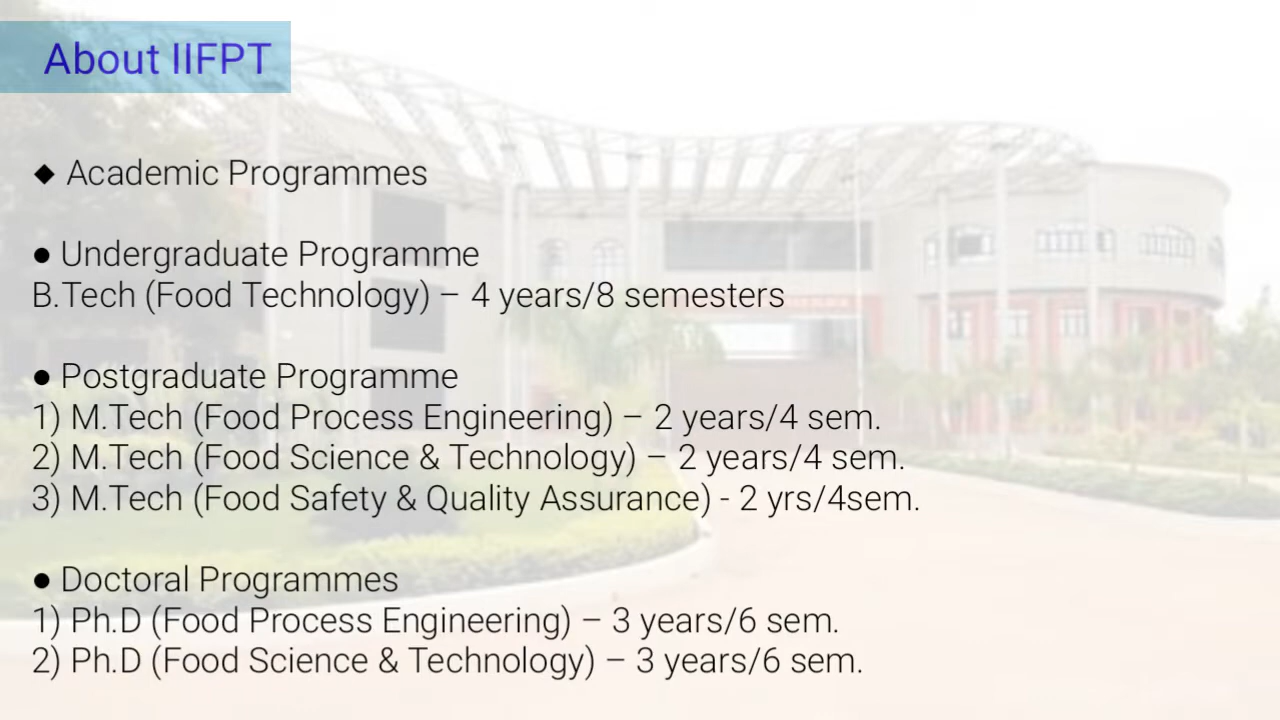 About IIFPT
◆ Academic Programmes
● Undergraduate Programme
B.Tech (Food Technology) – 4 years/8 semesters
● Postgraduate Programme
1) M.Tech (Food Process Engineering) – 2 years/4 sem.
2) M.Tech (Food Science & Technology) – 2 years/4 sem.
3) M.Tech (Food Safety & Quality Assurance) - 2 yrs/4sem.
● Doctoral Programmes
1) Ph.D (Food Process Engineering) – 3 years/6 sem.
2) Ph.D (Food Science & Technology) – 3 years/6 sem.